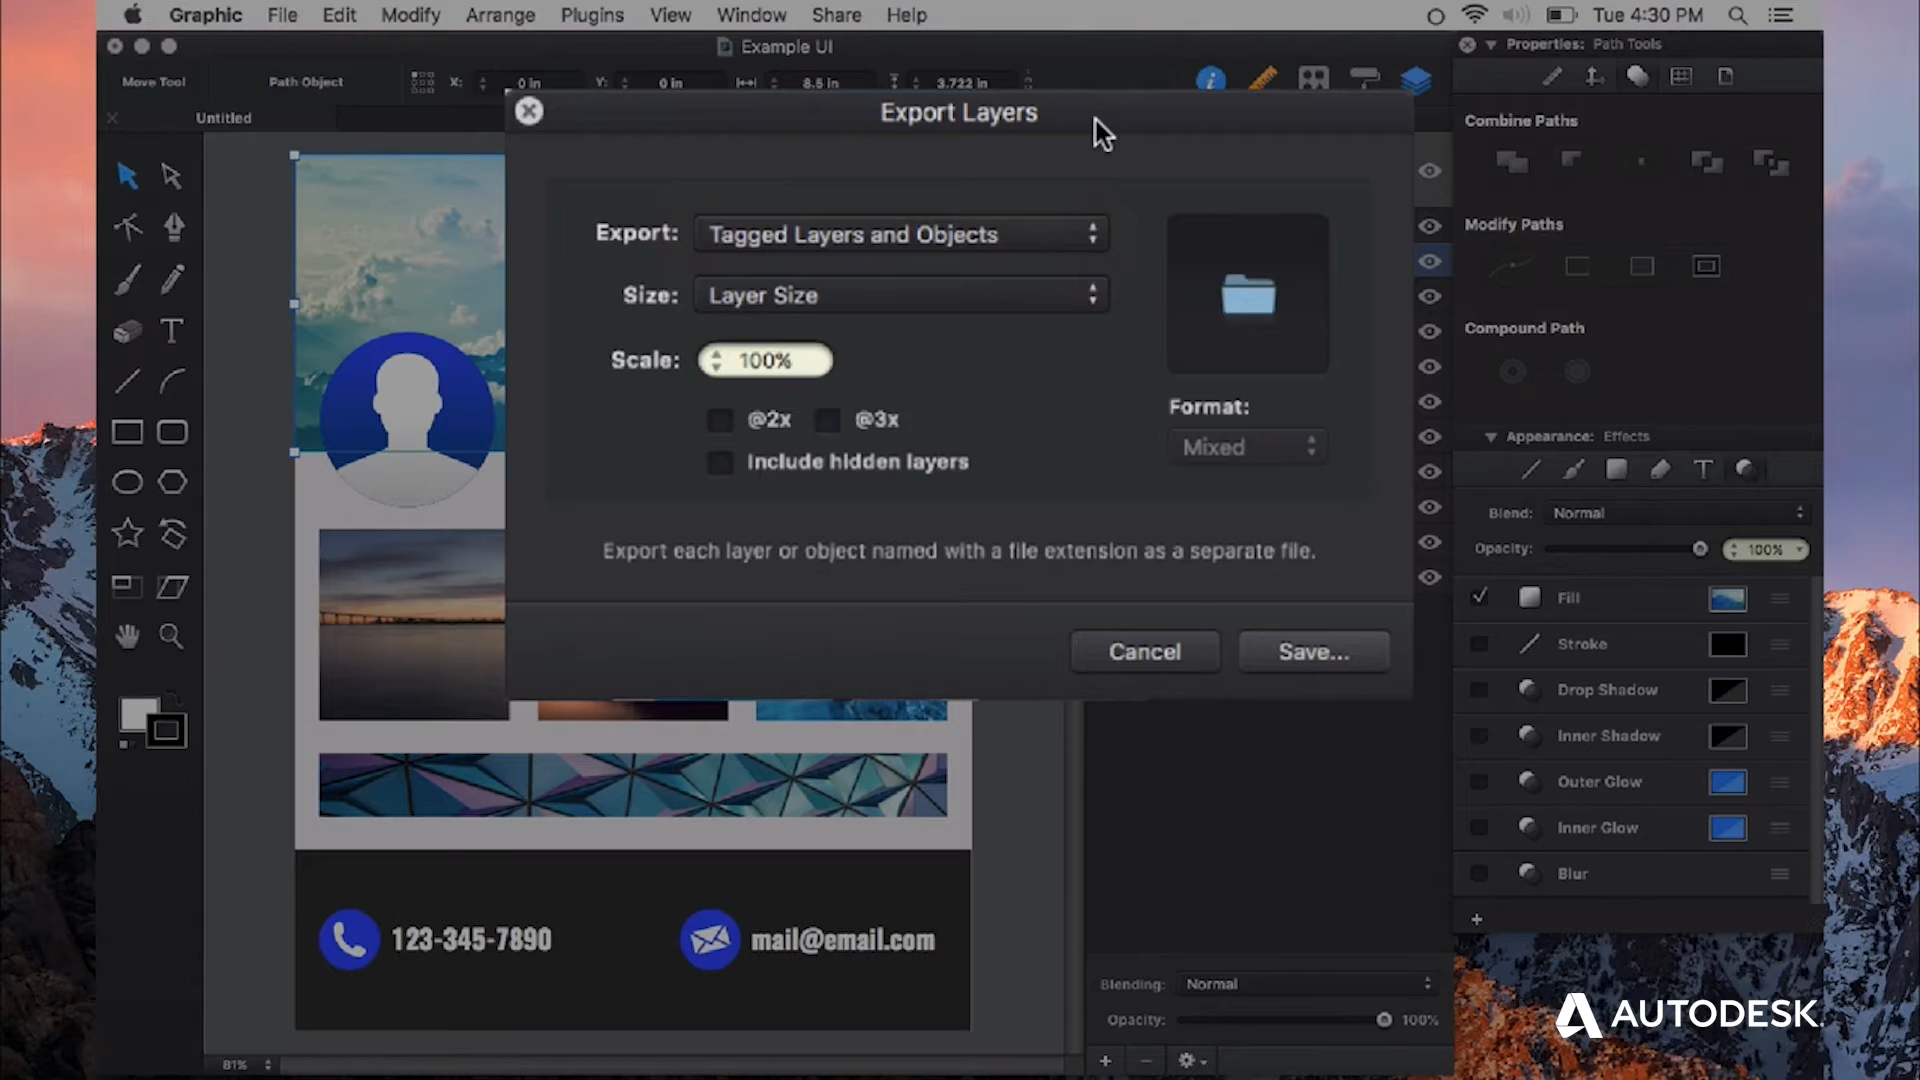 Graphic File Edit Modify Arrange Plugins View Window Share Help Tue 4:30 PM
Example UI
Properties: Path Tools
Move Tool Path Object X: 0 in Y: 0 in 8.5 in 3.722 in
Untitled
Export Layers
Combine Paths
Export: Tagged Layers and Objects
Modify Paths
Size: Layer Size
Compound Path
Scale: 100%
Format:
@2x @3x
Mixed
Include hidden layers
Appearance: Effects
Blend: Normal
Opacity: 100%
Export each layer or object named with a file extension as a separate file.
Cancel Save...
Fill
Stroke
Drop Shadow
Inner Shadow
Outer Glow
Inner Glow
Blur
123-345-7890 mail@email.com
Blending: Normal
Opacity: 100%
81%
AUTODESK.